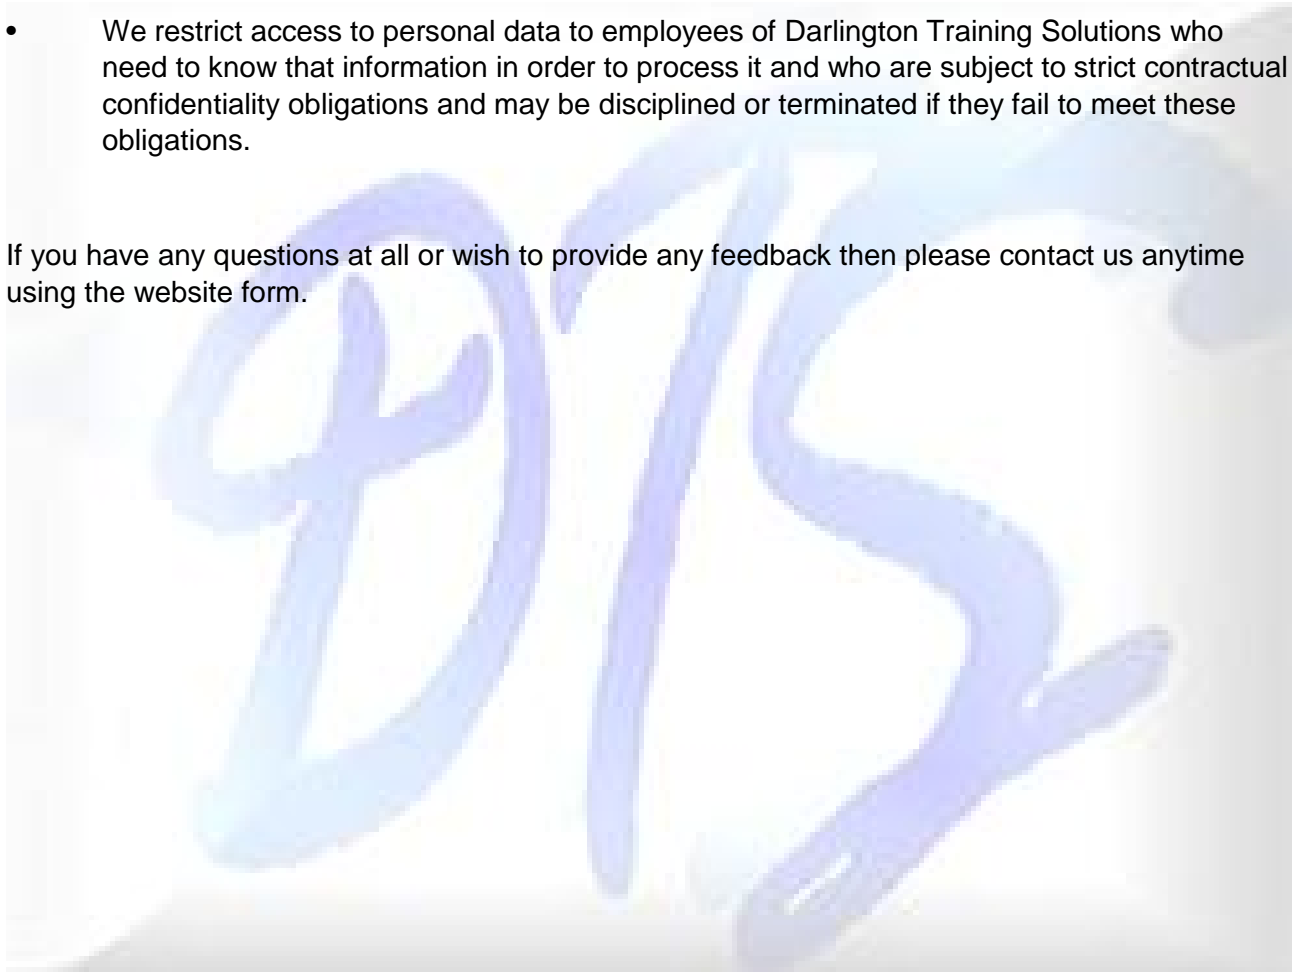 • We restrict access to personal data to employees of Darlington Training Solutions who
need to know that information in order to process it and who are subject to strict contractual
confidentiality obligations and may be disciplined or terminated if they fail to meet these
obligations.
If you have any questions at all or wish to provide any feedback then please contact us anytime
using the website form.
DTS